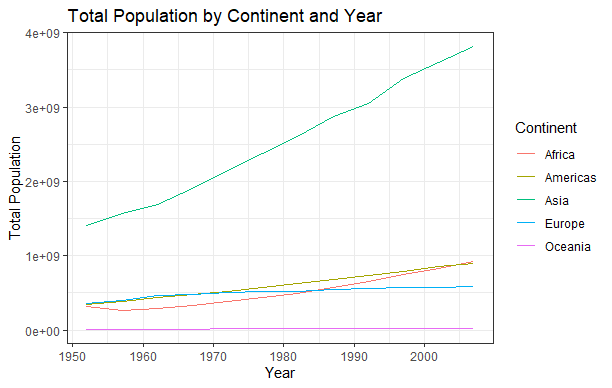 Total Population by Continent and Year
4e+09
3e+09
2e+09
1e+09
0e+00
Total Population
1950
1960
1970
1980
1990
2000
Year
Continent
Africa
Americas
Asia
Europe
Oceania